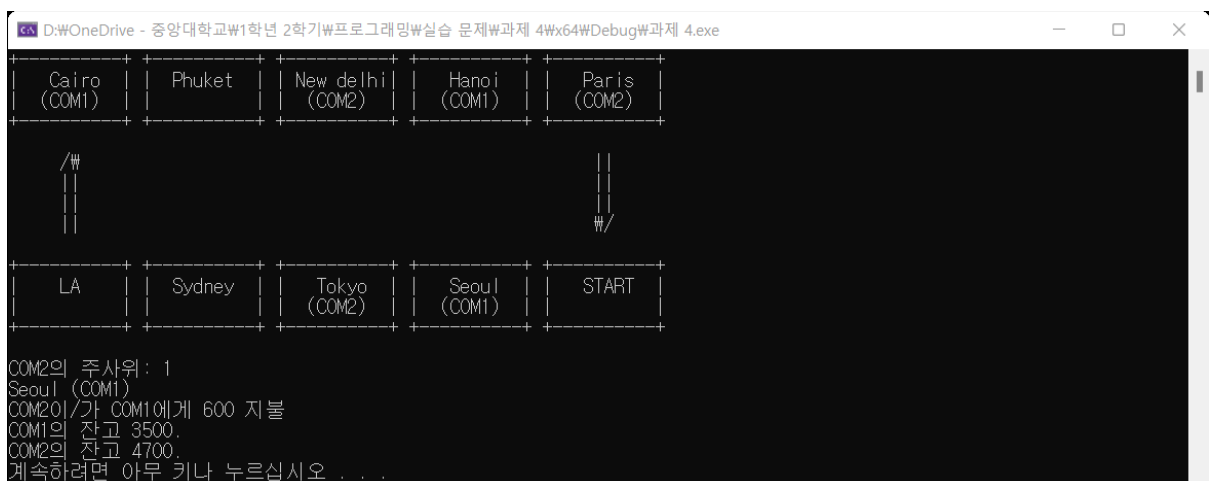 D:₩OneDrive - 중앙대학교₩1학년 2학기₩프로그래밍₩실습 문제₩과제 4₩x64₩Debug₩과제 4.exe
+----------+ +----------+ +----------+ +----------+ +----------+
|   Cairo  | |  Phuket  | | New delhi| |   Hanoi  | |   Paris  |
|  (COM1)  | |          | |  (COM2)  | |  (COM1)  | |  (COM2)  |
+----------+ +----------+ +----------+ +----------+ +----------+
/₩ ||
|| ||
|| ||
|| ₩/
+----------+ +----------+ +----------+ +----------+ +----------+
|    LA    | |  Sydney  | |   Tokyo  | |   Seoul  | |   START  |
|          | |          | |  (COM2)  | |  (COM1)  | |          |
+----------+ +----------+ +----------+ +----------+ +----------+
COM2의 주사위: 1
Seoul (COM1)
COM2이/가 COM1에게 600 지불
COM1의 잔고 3500.
COM2의 잔고 4700.
계속하려면 아무 키나 누르십시오 . . .